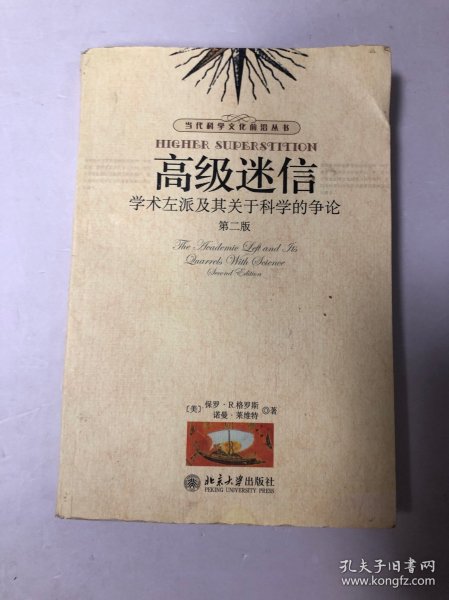 当代科学文化前沿丛书
HIGHER SUPERSTITION
高级迷信
学术左派及其关于科学的争论
第二版
The Academic Left and Its
Quarrels With Science
Second Edition
[美] 保罗·R.格罗斯
诺曼·莱维特 ◎著
北京大学出版社
PEKING UNIVERSITY PRESS
孔夫子旧书网
www.kongfz.com